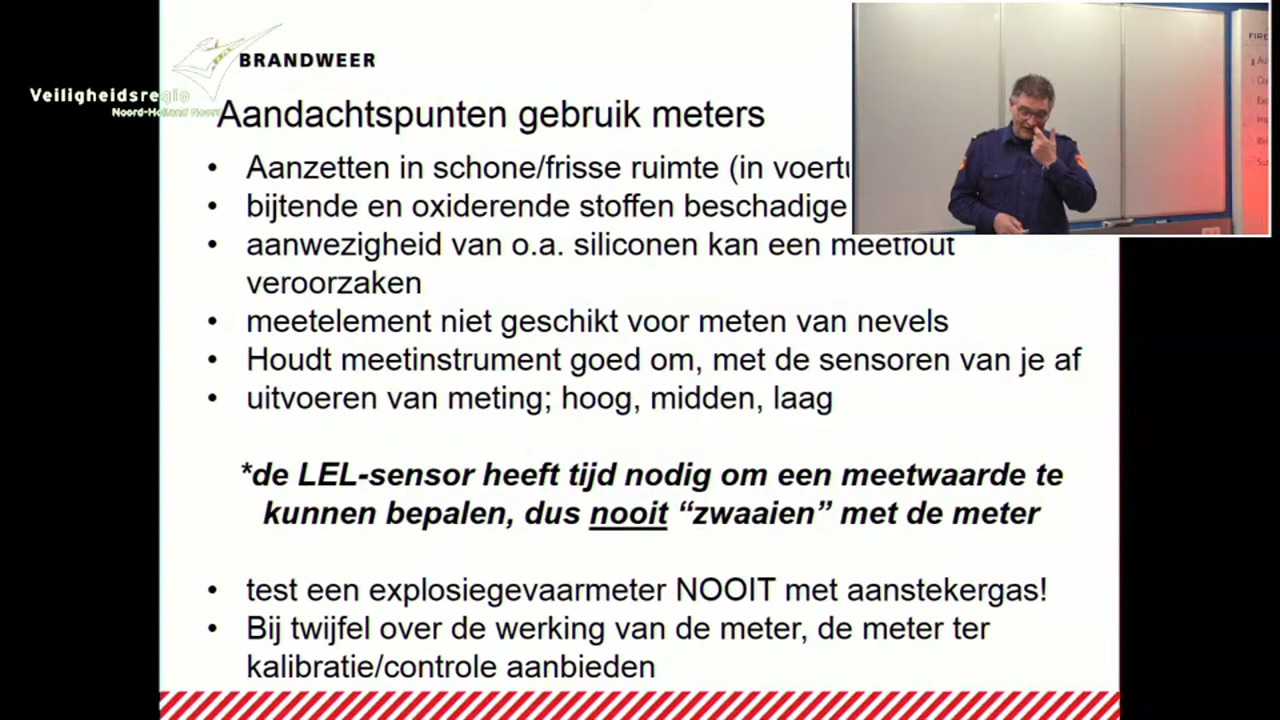 BRANDWEER
Veiligheidsregio
Noord-Holland Noord
Aandachtspunten gebruik meters
• Aanzetten in schone/frisse ruimte (in
• bijtende en oxiderende stoffen
• aanwezigheid van o.a. siliconen kan een meetfout
veroorzaken
• meetelement niet geschikt voor meten van nevels
• Houdt meetinstrument goed om, met de sensoren van je af
• uitvoeren van meting; hoog, midden, laag
*de LEL-sensor heeft tijd nodig om een meetwaarde te
kunnen bepalen, dus nooit “zwaaien” met de meter
• test een explosiegevaarmeter NOOIT met aanstekergas!
• Bij twijfel over de werking van de meter, de meter ter
kalibratie/controle aanbieden